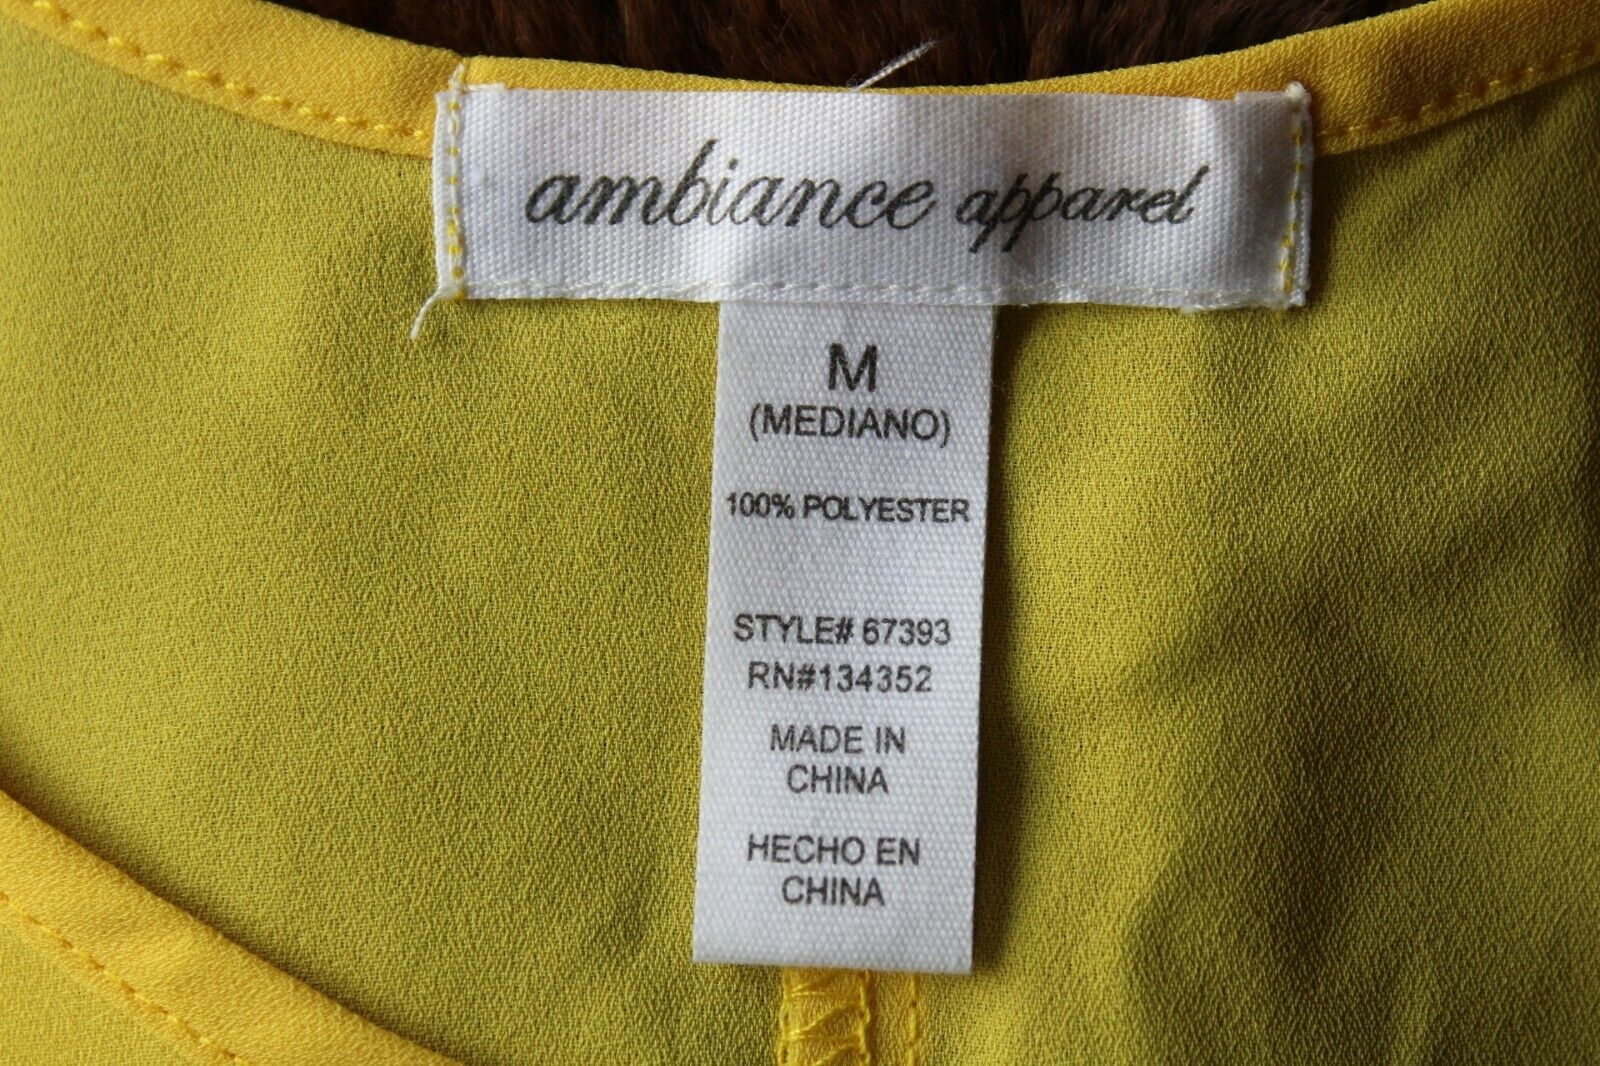 ambiance apparel
M
(MEDIANO)
100% POLYESTER
STYLE# 67393
RN#134352
MADE IN
CHINA
HECHO EN
CHINA